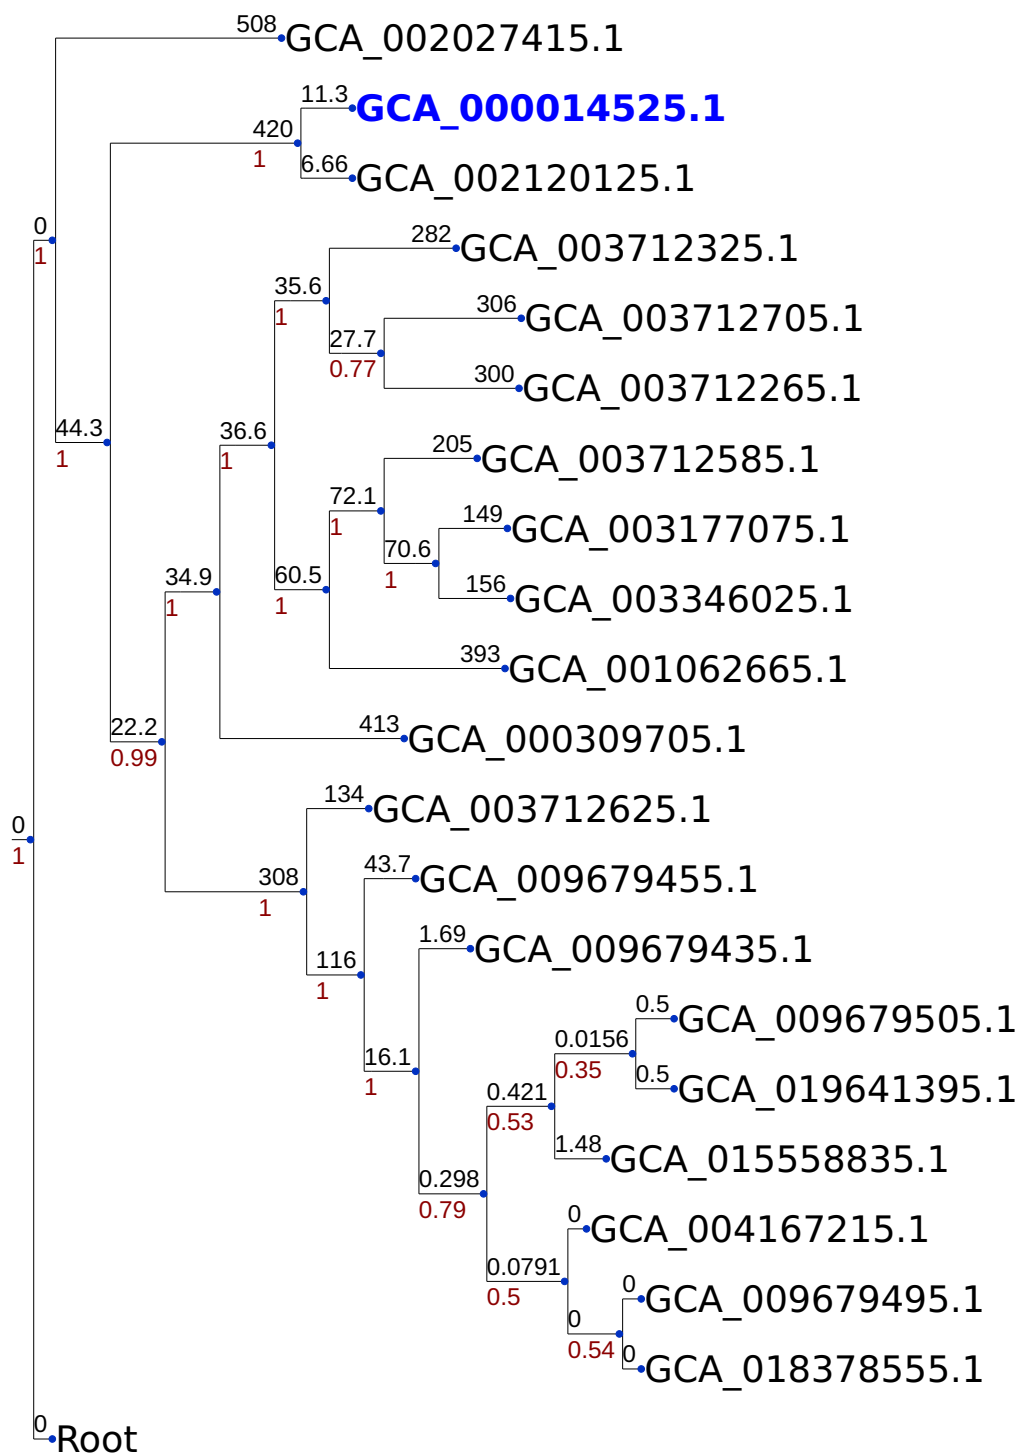 508
GCA_002027415.1
11.3
GCA_000014525.1
420
1
6.66
GCA_002120125.1
0
1
282
GCA_003712325.1
35.6
1
306
GCA_003712705.1
27.7
0.77
300
GCA_003712265.1
44.3
1
36.6
1
205
GCA_003712585.1
72.1
1
149
GCA_003177075.1
70.6
1
34.9
1
60.5
1
156
GCA_003346025.1
393
GCA_001062665.1
22.2
0.99
413
GCA_000309705.1
134
GCA_003712625.1
0
1
308
1
43.7
GCA_009679455.1
1.69
GCA_009679435.1
116
1
0.5
GCA_009679505.1
0.0156
0.35
16.1
1
0.5
GCA_019641395.1
0.421
0.53
1.48
GCA_015558835.1
0.298
0.79
0
GCA_004167215.1
0.0791
0.5
0
GCA_009679495.1
0
0.54
0
GCA_018378555.1
0
Root